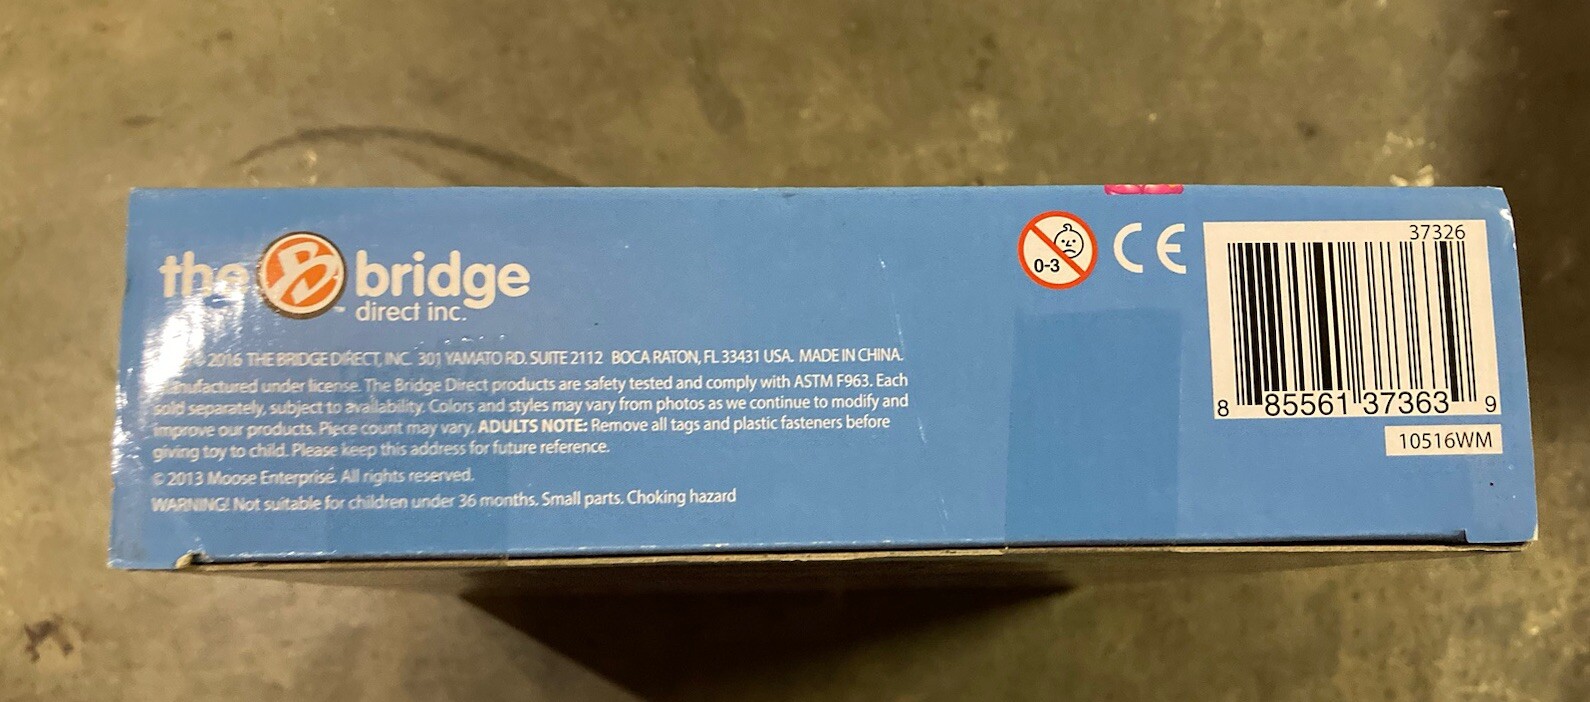 the B bridge
direct inc.
© 2016 THE BRIDGE DIRECT, INC. 301 YAMATO RD. SUITE 2112 BOCA RATON, FL 33431 USA. MADE IN CHINA.
Manufactured under license. The Bridge Direct products are safety tested and comply with ASTM F963. Each
sold separately, subject to availability. Colors and styles may vary from photos as we continue to modify and
improve our products. Piece count may vary. ADULTS NOTE: Remove all tags and plastic fasteners before
giving toy to child. Please keep this address for future reference.
© 2013 Moose Enterprise. All rights reserved.
WARNING! Not suitable for children under 36 months. Small parts. Choking hazard
0-3
CE
37326
8 85561 37363 9
10516WM